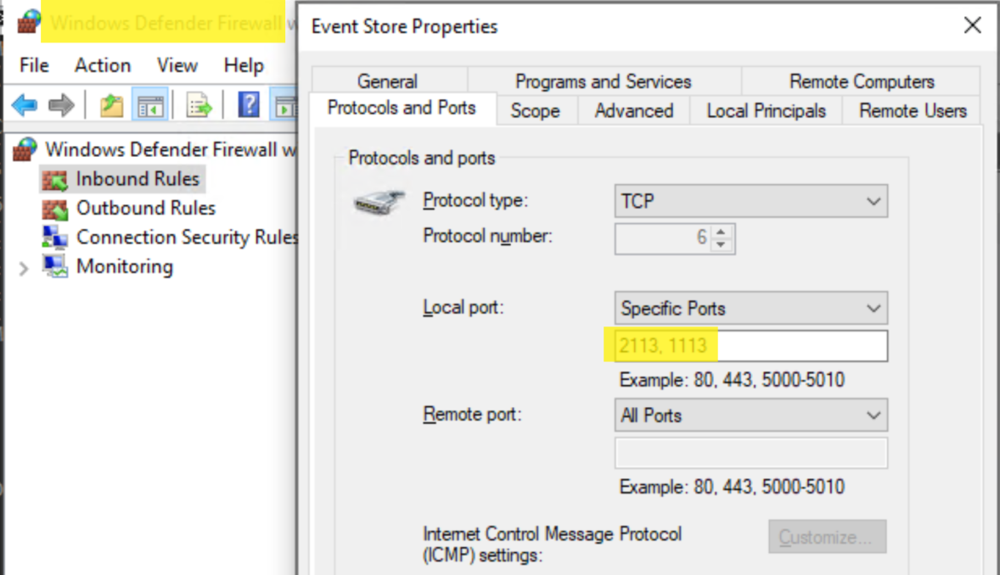 Windows Defender Firewall w
File Action View Help
Windows Defender Firewall w
Inbound Rules
Outbound Rules
Connection Security Rules
Monitoring
Event Store Properties
General Programs and Services Remote Computers
Protocols and Ports Scope Advanced Local Principals Remote Users
Protocols and ports
Protocol type: TCP
Protocol number: 6
Local port: Specific Ports
2113, 1113
Example: 80, 443, 5000-5010
Remote port: All Ports
Example: 80, 443, 5000-5010
Internet Control Message Protocol
(ICMP) settings:
Customize...